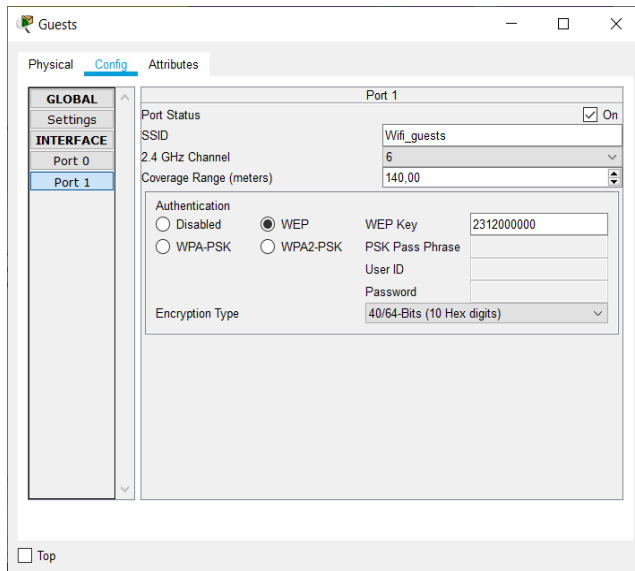 Guests
Physical Config Attributes
GLOBAL
Settings
INTERFACE
Port 0
Port 1
Port 1
Port Status On
SSID Wifi_guests
2.4 GHz Channel 6
Coverage Range (meters) 140,00
Authentication
Disabled WEP WEP Key 2312000000
WPA-PSK WPA2-PSK PSK Pass Phrase
User ID
Password
Encryption Type 40/64-Bits (10 Hex digits)
Top